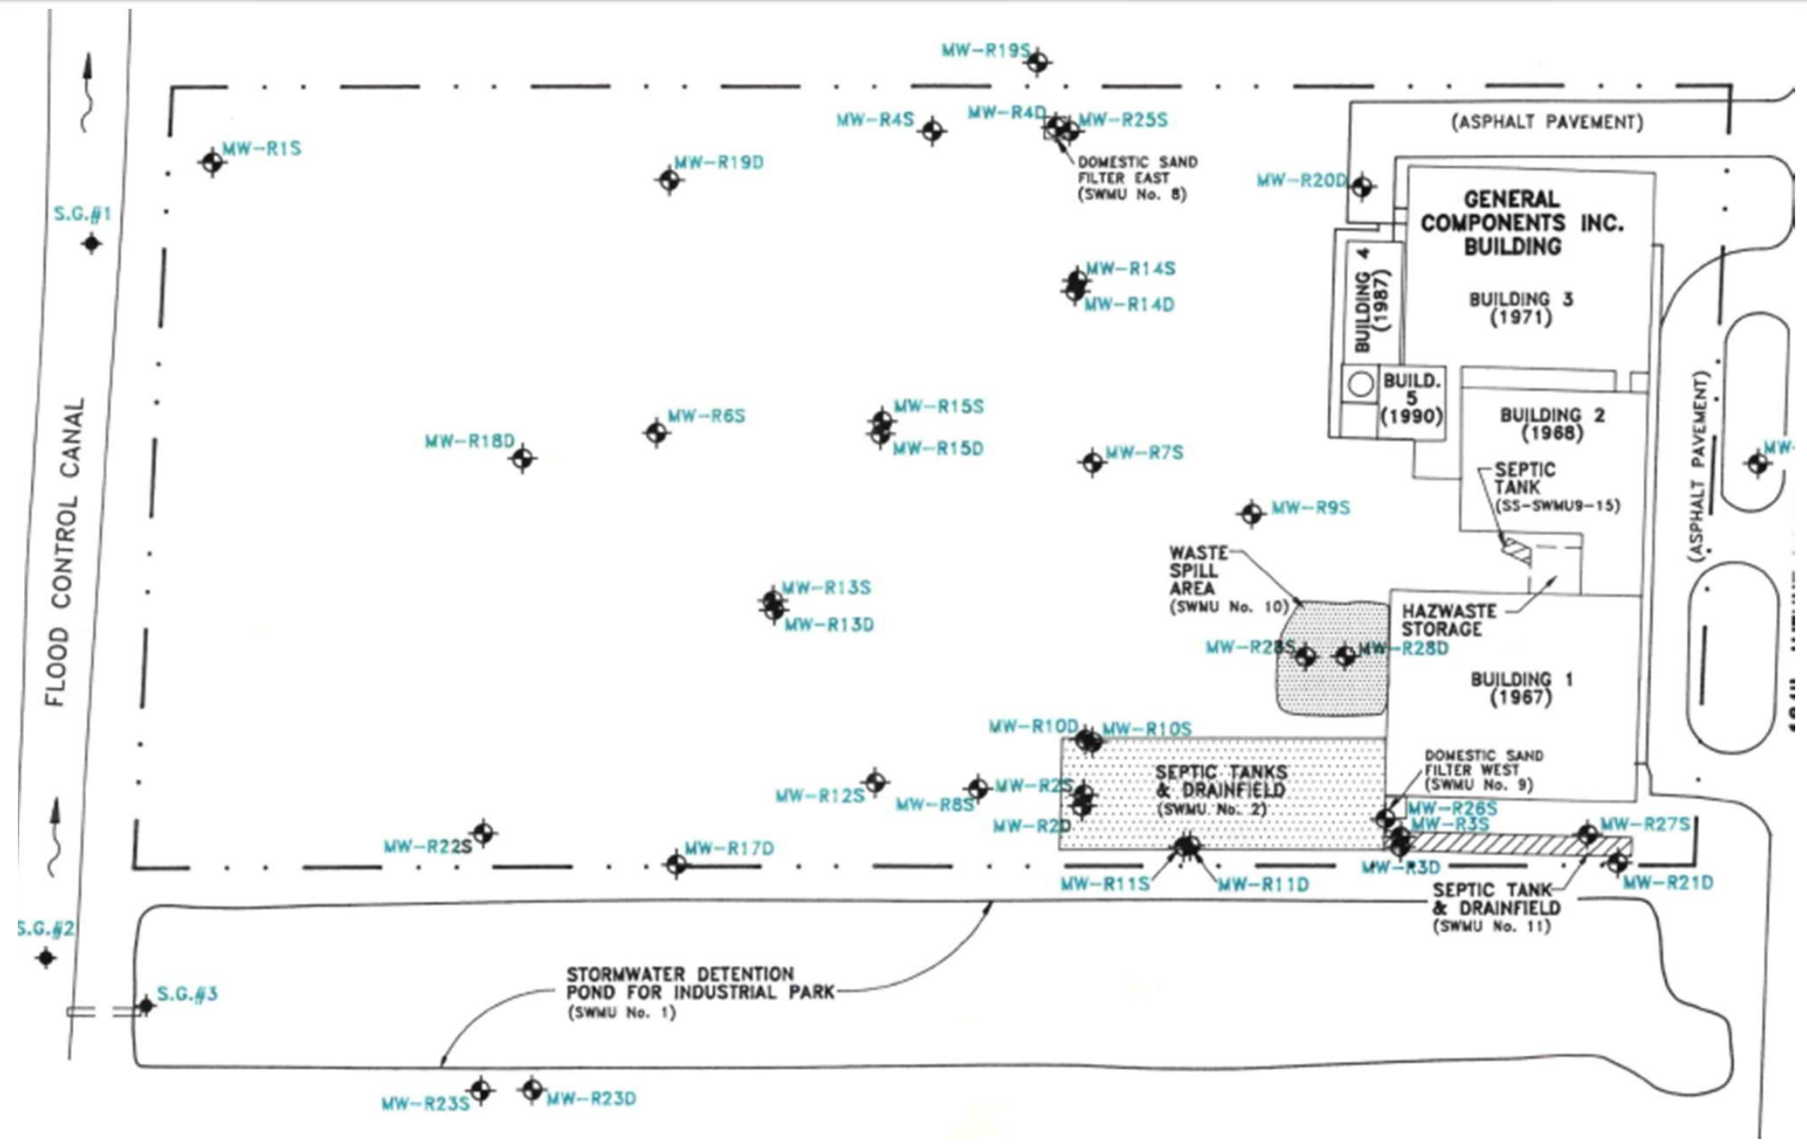 MW-R19S
MW-R4S
MW-R4D
MW-R25S
(ASPHALT PAVEMENT)
MW-R1S
MW-R19D
DOMESTIC SAND
FILTER EAST
(SWMU No. 8)
MW-R20D
S.G.#1
GENERAL
COMPONENTS INC.
BUILDING
MW-R14S
MW-R14D
BUILDING 4
(1987)
BUILDING 3
(1971)
BUILD.
5
(1990)
MW-R15S
MW-R15D
MW-R6S
MW-R18D
MW-R7S
BUILDING 2
(1968)
(ASPHALT PAVEMENT)
MW-
SEPTIC
TANK
(SS-SWMU9-15)
MW-R9S
FLOOD CONTROL CANAL
WASTE
SPILL
AREA
(SWMU No. 10)
MW-R13S
MW-R13D
HAZWASTE
STORAGE
MW-R28S
MW-R28D
BUILDING 1
(1967)
MW-R10D
MW-R10S
DOMESTIC SAND
FILTER WEST
(SWMU No. 9)
SEPTIC TANKS
& DRAINFIELD
(SWMU No. 2)
MW-R12S
MW-R8S
MW-R2S
MW-R2D
MW-R26S
MW-R3S
MW-R27S
MW-R22S
MW-R17D
MW-R3D
MW-R11S
MW-R11D
MW-R21D
SEPTIC TANK
& DRAINFIELD
(SWMU No. 11)
S.G.#2
S.G.#3
STORMWATER DETENTION
POND FOR INDUSTRIAL PARK
(SWMU No. 1)
MW-R23S
MW-R23D